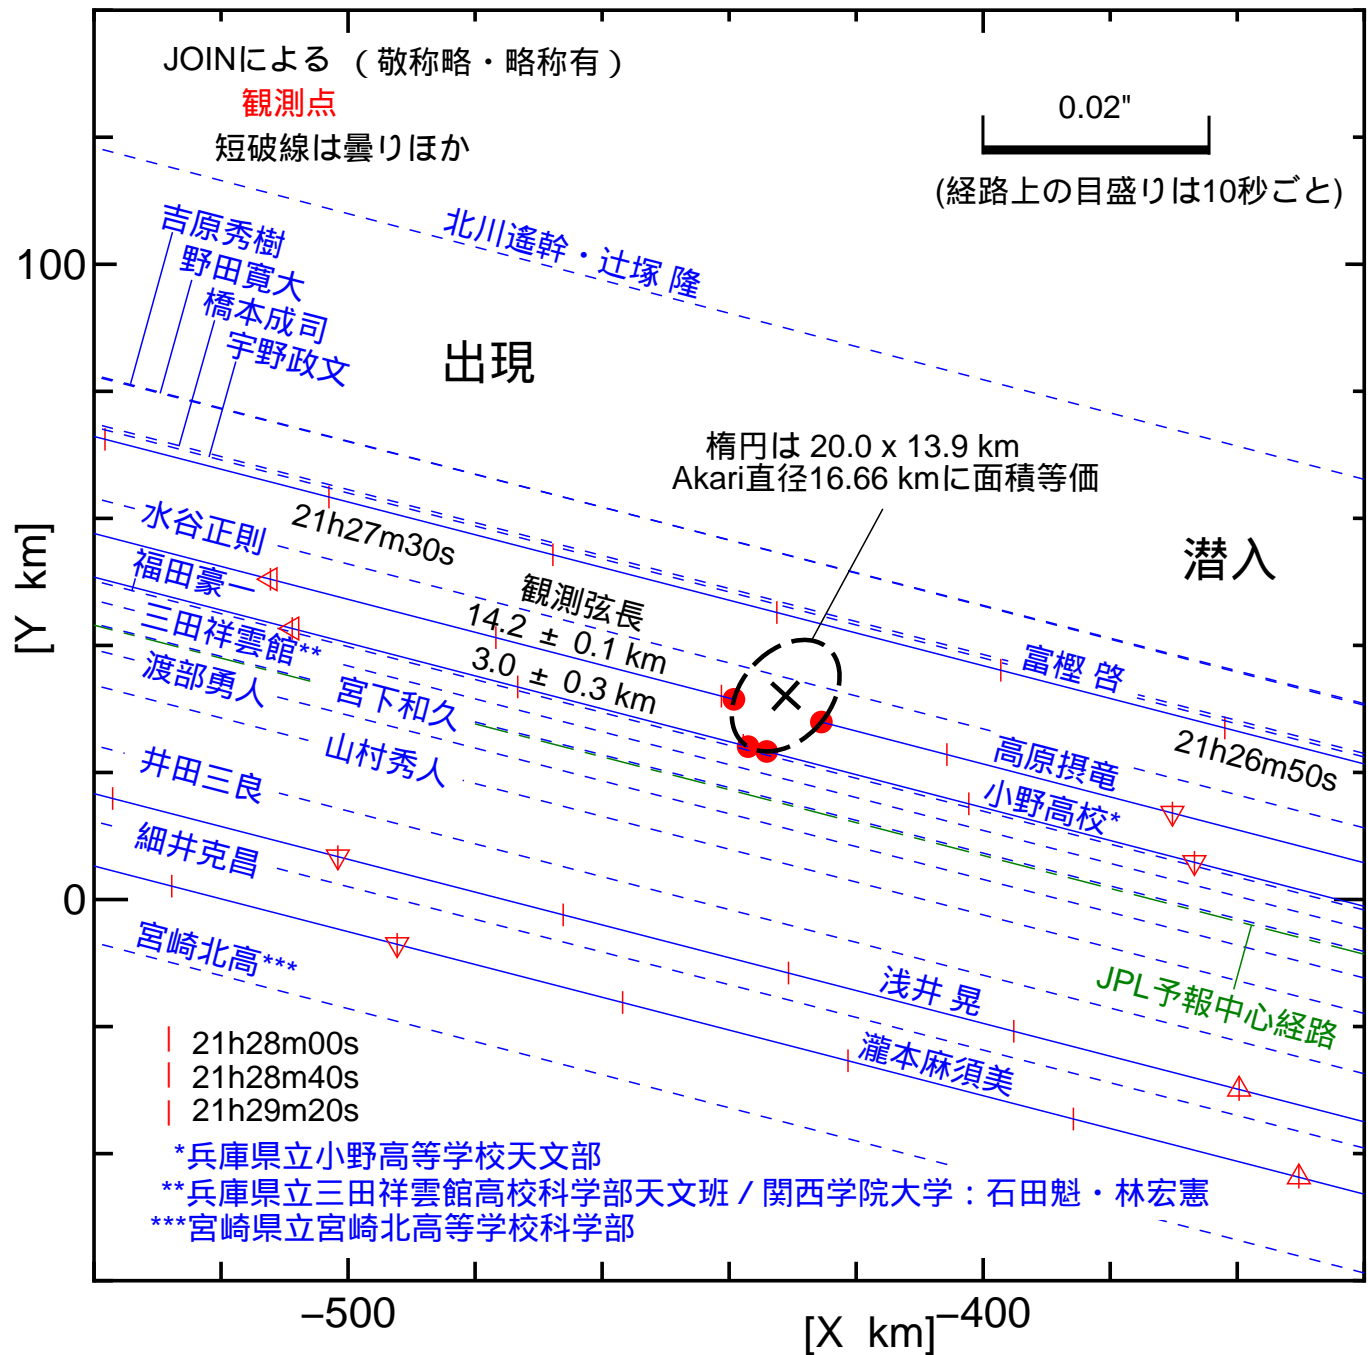 JOINによる （敬称略・略称有）
観測点
短破線は曇りほか
0.02"
(経路上の目盛りは10秒ごと)
北川遙幹・辻塚 隆
吉原秀樹
野田寛大
橋本成司
宇野政文
100
出現
楕円は 20.0 x 13.9 km
Akari直径16.66 kmに面積等価
潜入
21h27m30s
水谷正則
福田豪一
三田祥雲館**
渡部勇人
観測弦長
14.2 ± 0.1 km
3.0 ± 0.3 km
宮下和久
山村秀人
富樫 啓
21h26m50s
高原摂竜
小野高校*
[Y km]
井田三良
細井克昌
0
宮崎北高***
浅井 晃
瀧本麻須美
JPL予報中心経路
21h28m00s
21h28m40s
21h29m20s
*兵庫県立小野高等学校天文部
**兵庫県立三田祥雲館高校科学部天文班 / 関西学院大学：石田魁・林宏憲
***宮崎県立宮崎北高等学校科学部
−500
[X km]
−400